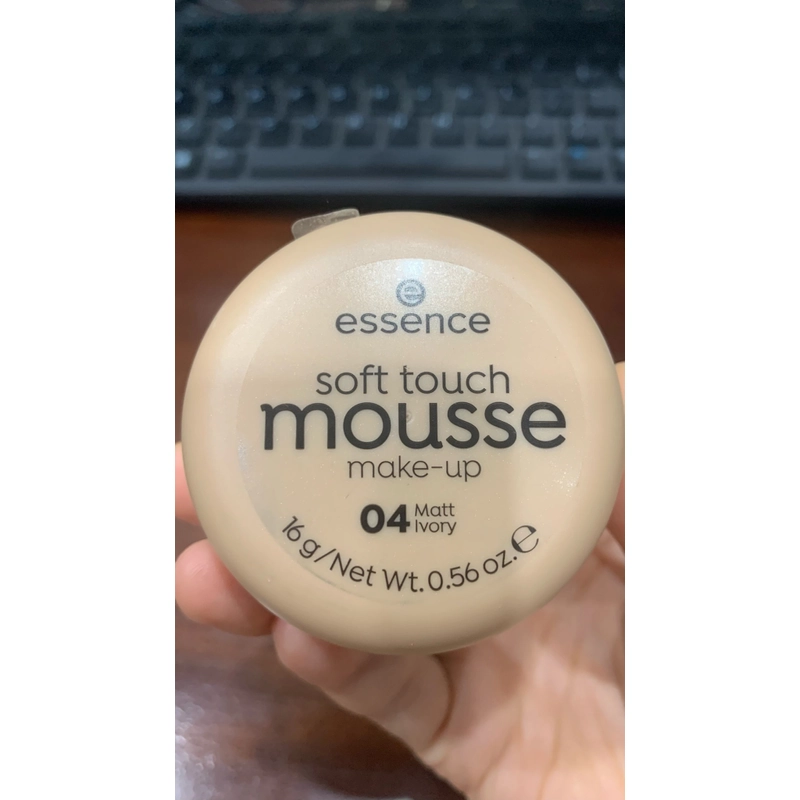 e
essence
soft touch
mousse
make-up
04 Matt
Ivory
16 g/Net Wt. 0.56 oz. ℮